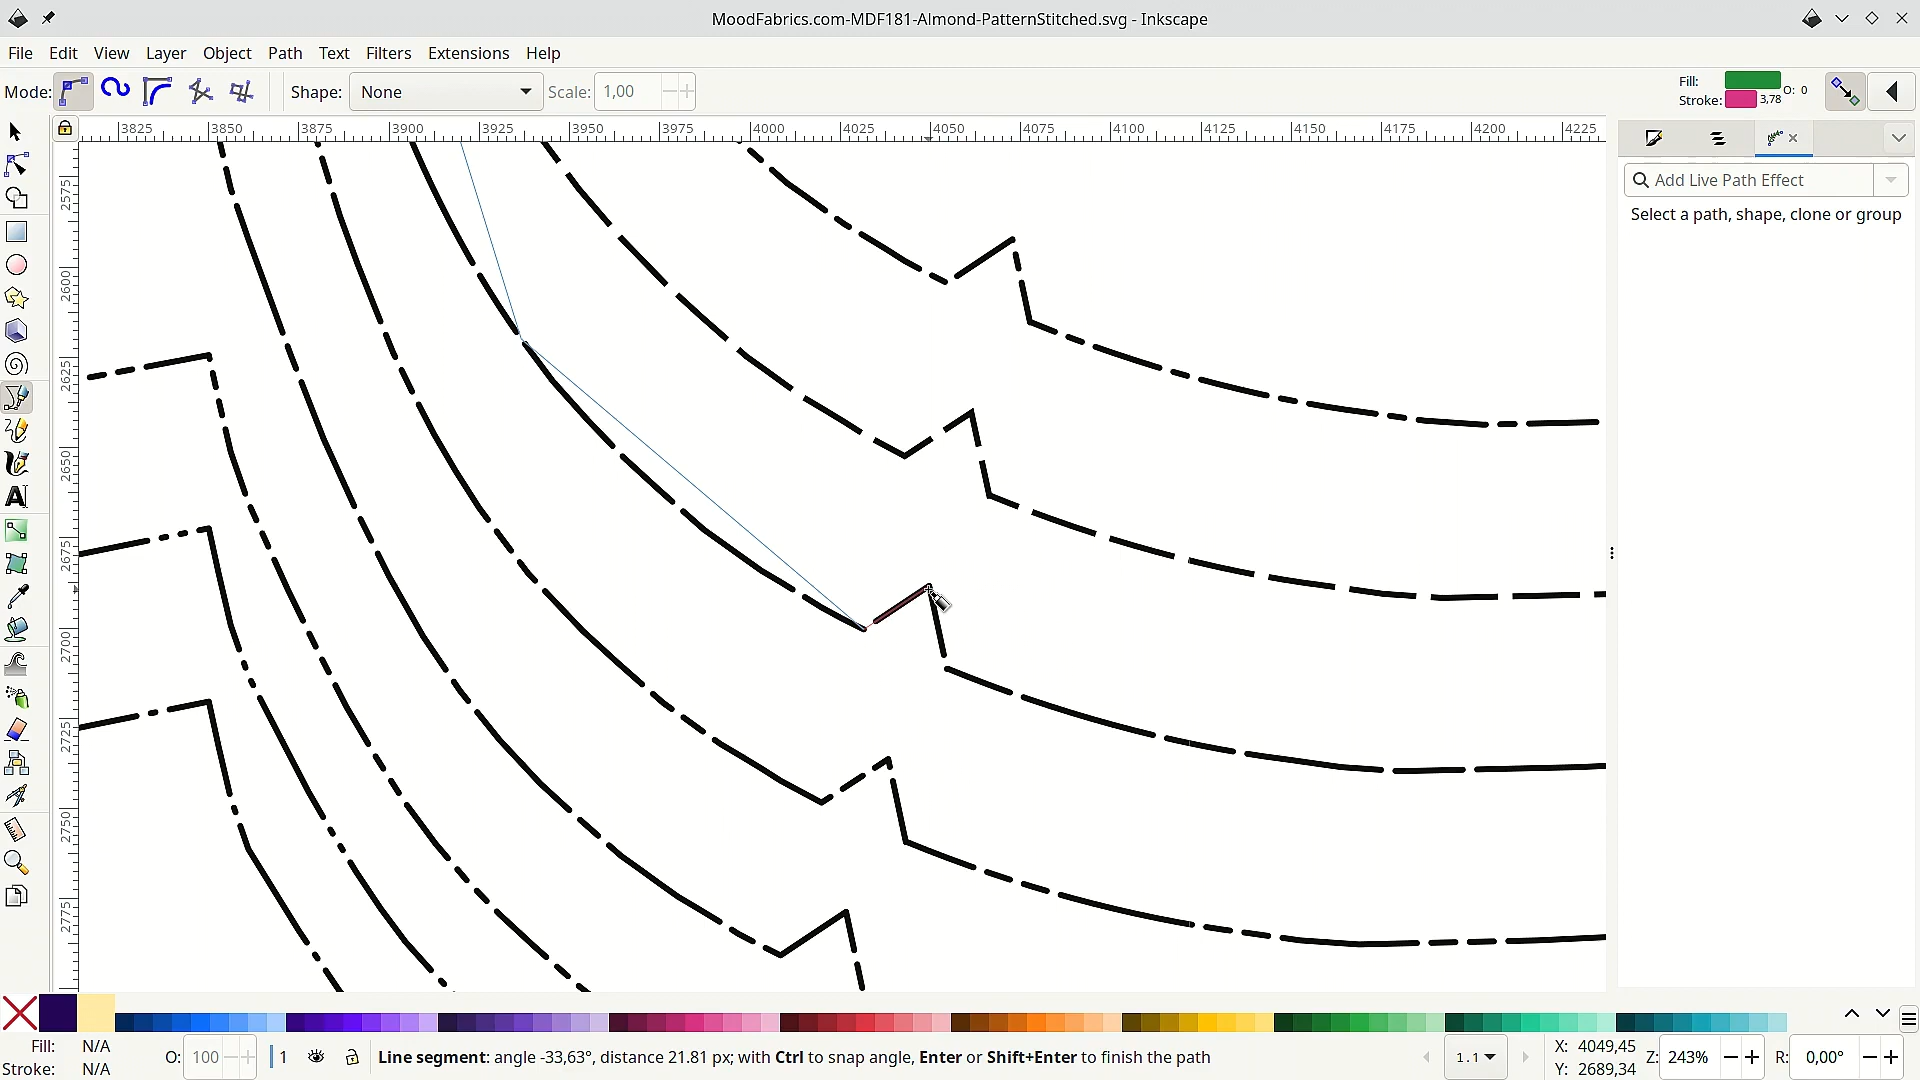 MoodFabrics.com-MDF181-Almond-PatternStitched.svg - Inkscape
File Edit View Layer Object Path Text Filters Extensions Help
Mode: Shape: None Scale: 1,00 Fill: Stroke: 3,78 O: 0
3825 3850 3875 3900 3925 3950 3975 4000 4025 4050 4075 4100 4125 4150 4175 4200 4225
Add Live Path Effect
Select a path, shape, clone or group
2575
2600
2625
2650
2675
2700
2725
2750
2775
Fill: N/A
Stroke: N/A
O: 100 1 Line segment: angle -33,63°, distance 21.81 px; with Ctrl to snap angle, Enter or Shift+Enter to finish the path 1.1
X: 4049,45
Y: 2689,34
Z: 243% R: 0,00°